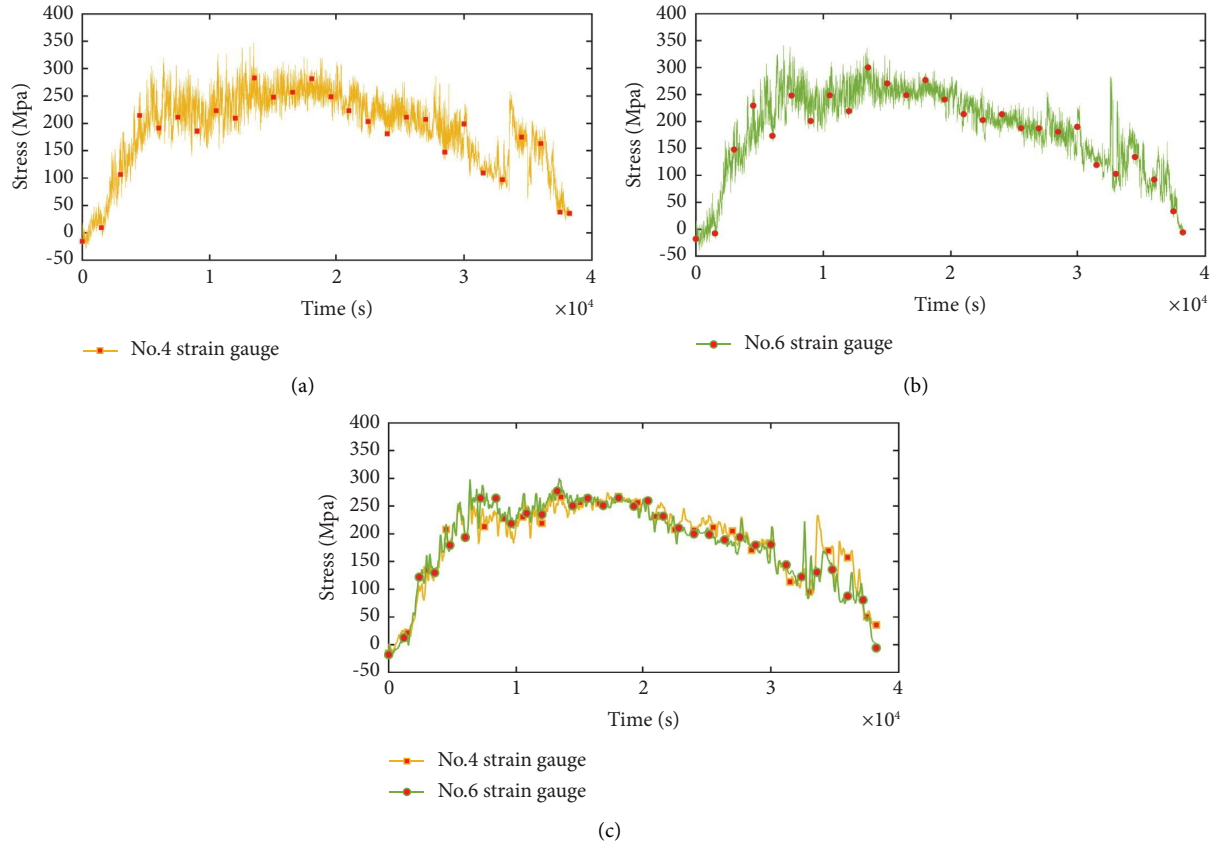 400
350
300
250
200
150
100
50
0
-50
Stress (Mpa)
0 1 2 3 4
Time (s) ×10⁴
No.4 strain gauge
(a)
400
350
300
250
200
150
100
50
0
-50
Stress (Mpa)
0 1 2 3 4
Time (s) ×10⁴
No.6 strain gauge
(b)
400
350
300
250
200
150
100
50
0
-50
Stress (Mpa)
0 1 2 3 4
Time (s) ×10⁴
No.4 strain gauge
No.6 strain gauge
(c)